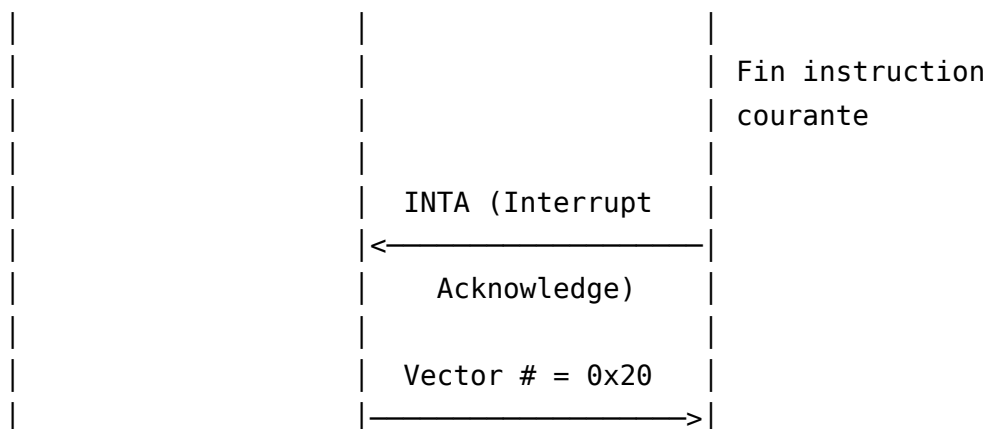 Fin instruction
courante
INTA (Interrupt
Acknowledge)
Vector # = 0x20